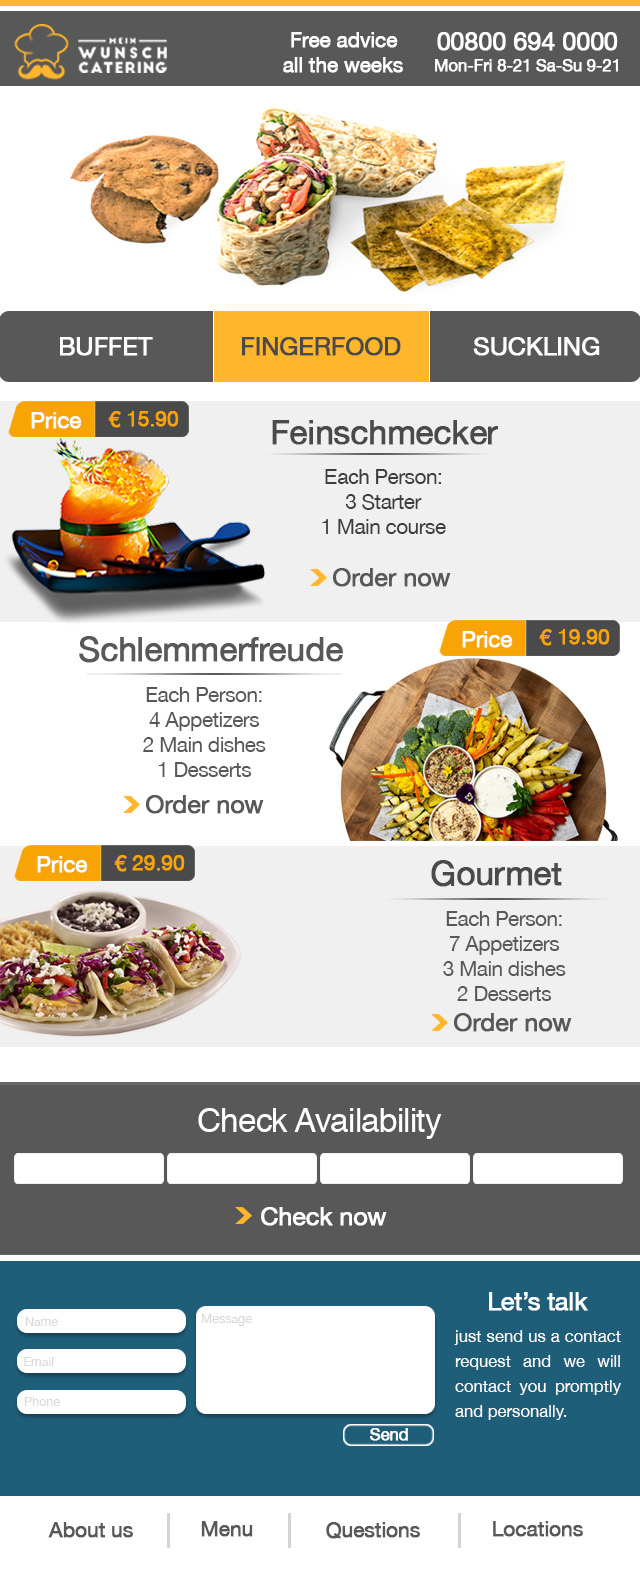 MEIN
WUNSCH
CATERING
Free advice
all the weeks
00800 694 0000
Mon-Fri 8-21 Sa-Su 9-21
BUFFET
FINGERFOOD
SUCKLING
Price € 15.90
Feinschmecker
Each Person:
3 Starter
1 Main course
Order now
Price € 19.90
Schlemmerfreude
Each Person:
4 Appetizers
2 Main dishes
1 Desserts
Order now
Price € 29.90
Gourmet
Each Person:
7 Appetizers
3 Main dishes
2 Desserts
Order now
Check Availability
Check now
Name
Email
Phone
Message
Send
Let’s talk
just send us a contact
request and we will
contact you promptly
and personally.
About us
Menu
Questions
Locations